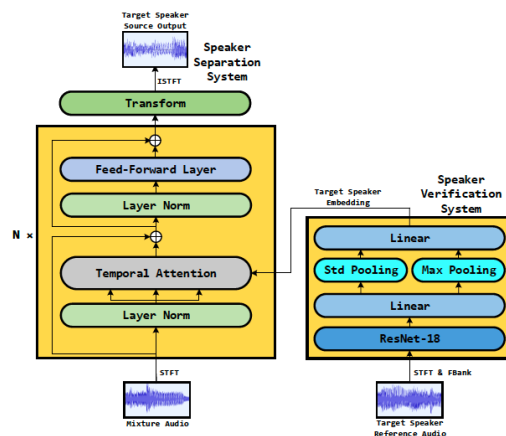 Target Speaker
Source Output
Speaker
Separation
System
ISTFT
Transform
Feed-Forward Layer
Layer Norm
N ×
Temporal Attention
Layer Norm
STFT
Mixture Audio
Target Speaker
Embedding
Speaker
Verification
System
Linear
Std Pooling
Max Pooling
Linear
ResNet-18
STFT & FBank
Target Speaker
Reference Audio